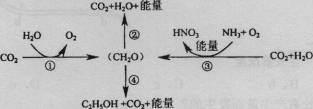 CO₂+H₂O+能量
H₂O O₂ ② HNO₃ 能量 NH₃+O₂
CO₂ ① (CH₂O) ③ CO₂+H₂O
④
C₂H₅OH+CO₂+能量